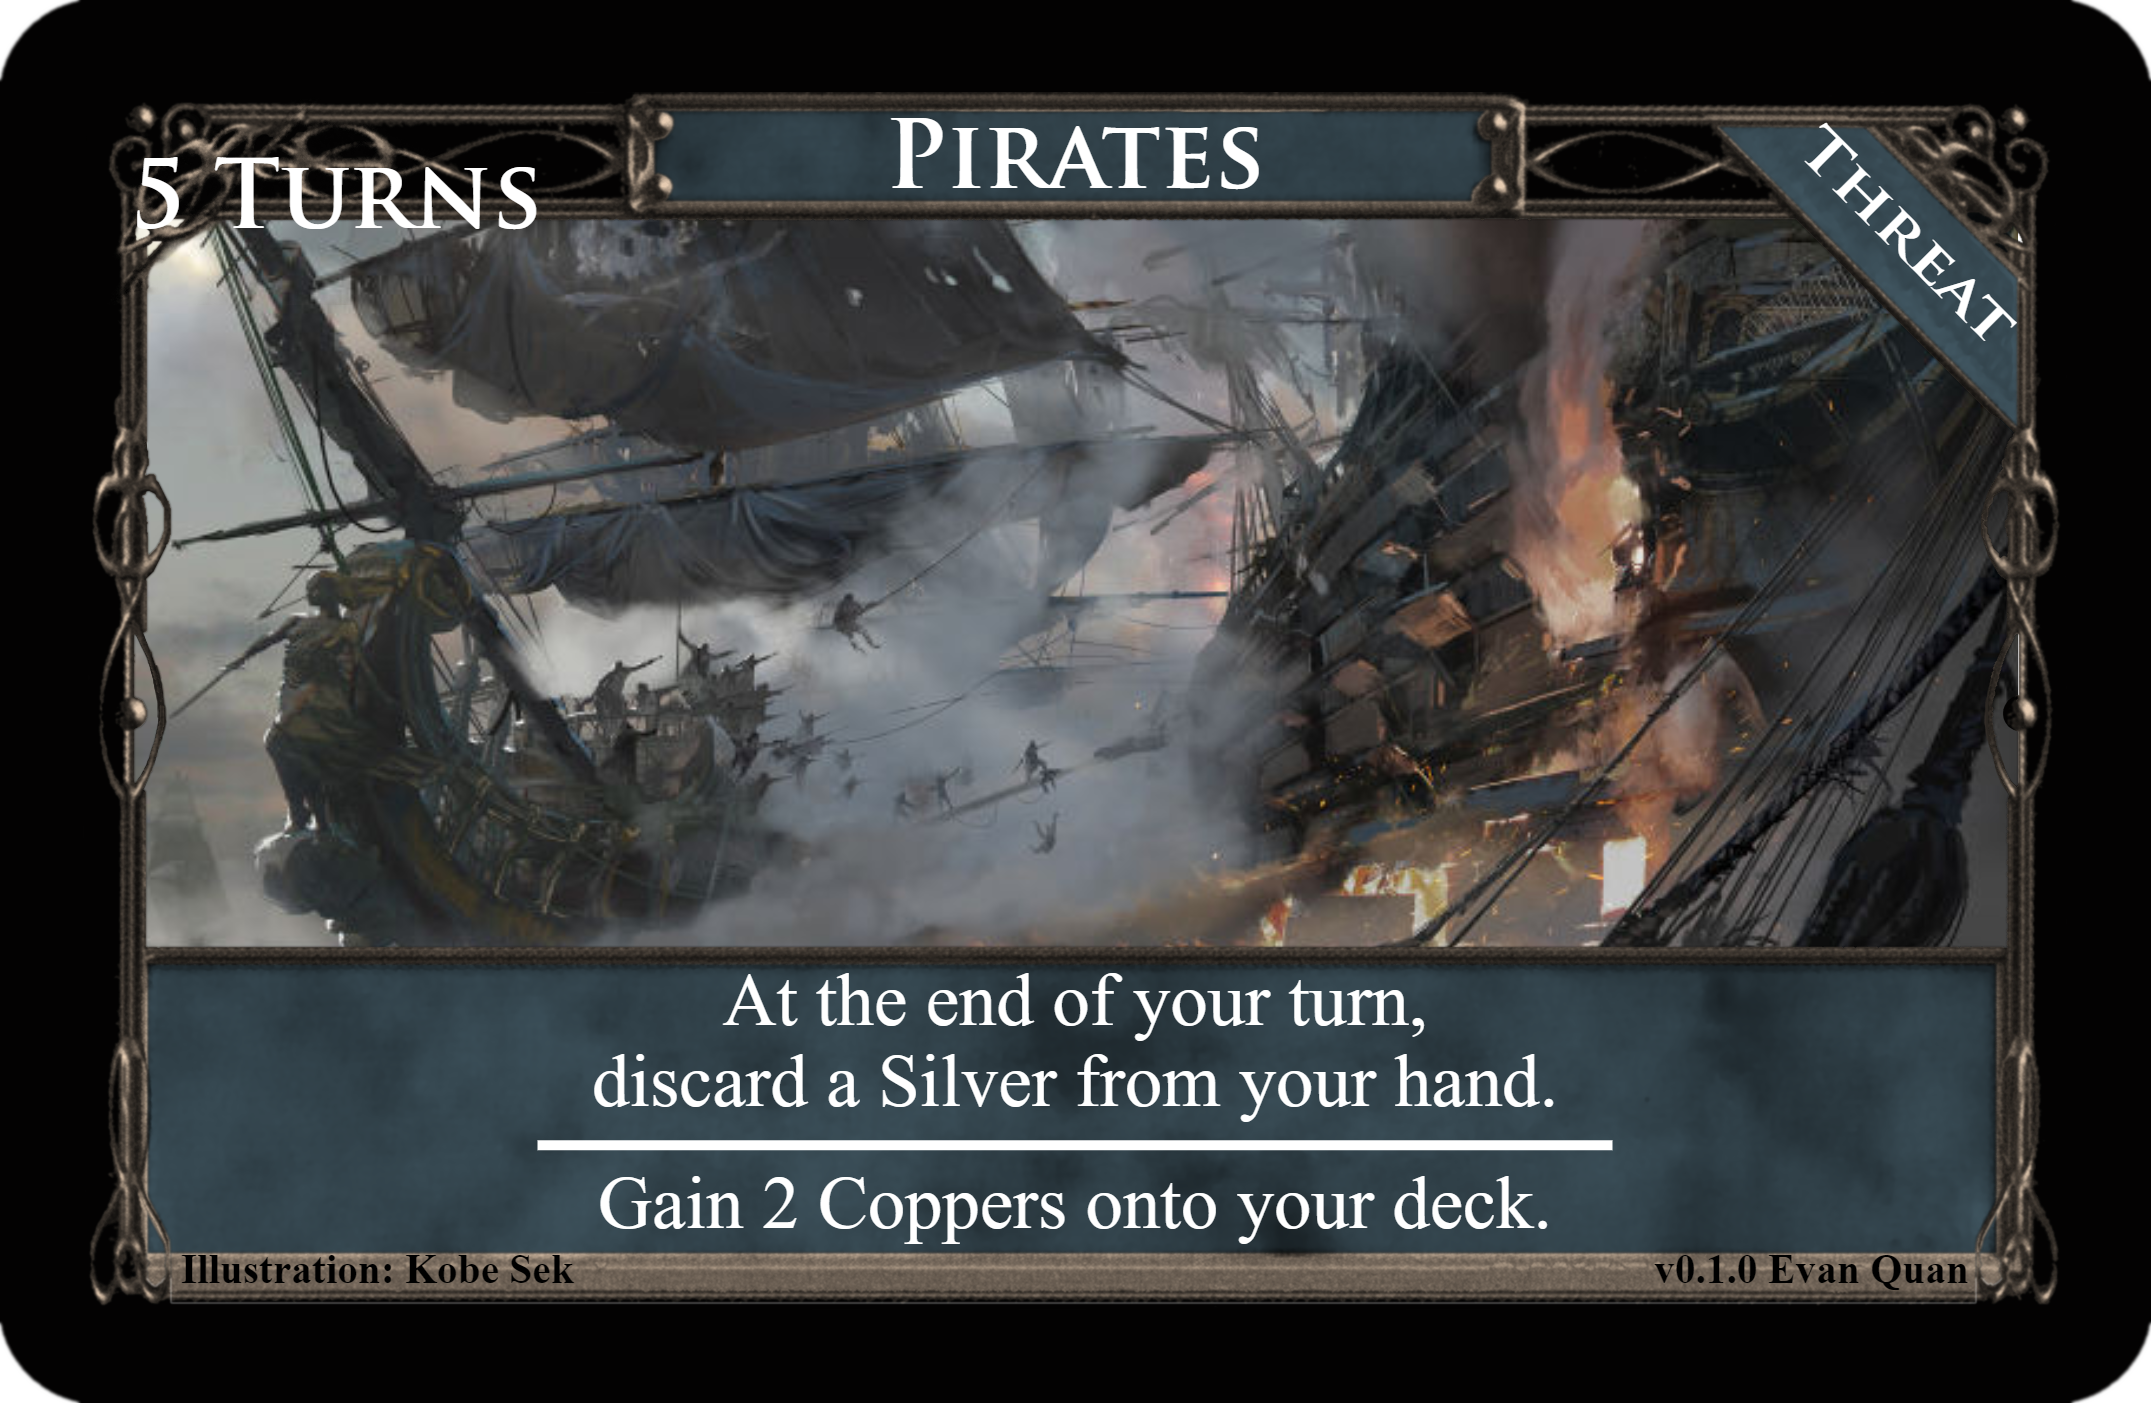 5 Turns
Pirates
Threat
At the end of your turn,
discard a Silver from your hand.
Gain 2 Coppers onto your deck.
Illustration: Kobe Sek
v0.1.0 Evan Quan